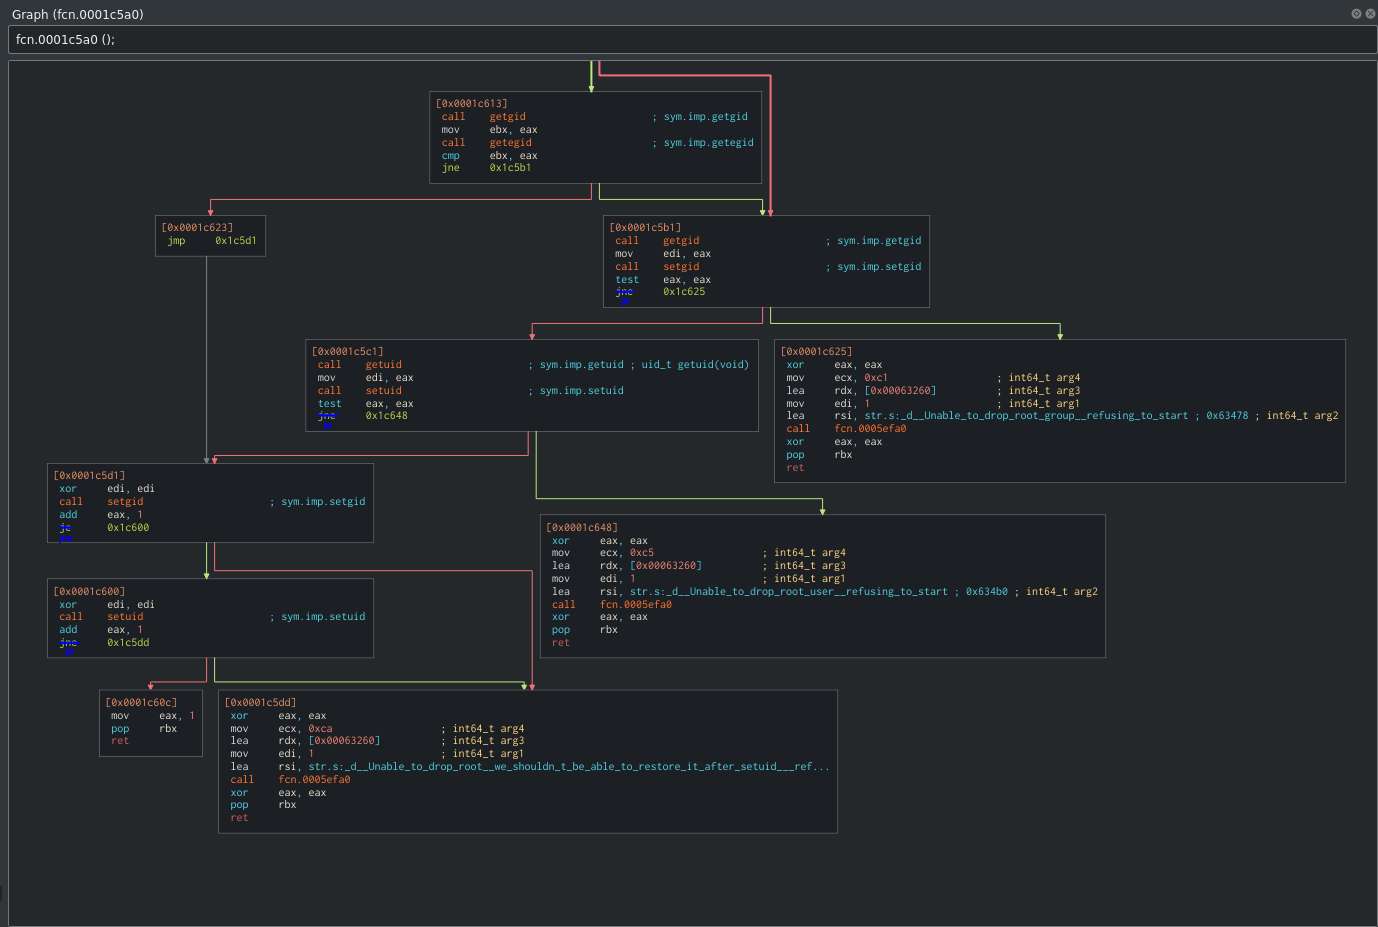 Graph (fcn.0001c5a0)
fcn.0001c5a0 ();
[0x0001c613]
call getgid ; sym.imp.getgid
mov ebx, eax
call getegid ; sym.imp.getegid
cmp ebx, eax
jne 0x1c5b1
[0x0001c623]
jmp 0x1c5d1
[0x0001c5b1]
call getgid ; sym.imp.getgid
mov edi, eax
call setgid ; sym.imp.setgid
test eax, eax
jne 0x1c625
[0x0001c5c1]
call getuid ; sym.imp.getuid ; uid_t getuid(void)
mov edi, eax
call setuid ; sym.imp.setuid
test eax, eax
jne 0x1c648
[0x0001c625]
xor eax, eax
mov ecx, 0xc1 ; int64_t arg4
lea rdx, [0x00063260] ; int64_t arg3
mov edi, 1 ; int64_t arg1
lea rsi, str.s:_d__Unable_to_drop_root_group__refusing_to_start ; 0x63478 ; int64_t arg2
call fcn.0005efa0
xor eax, eax
pop rbx
ret
[0x0001c5d1]
xor edi, edi
call setgid ; sym.imp.setgid
add eax, 1
je 0x1c600
[0x0001c648]
xor eax, eax
mov ecx, 0xc5 ; int64_t arg4
lea rdx, [0x00063260] ; int64_t arg3
mov edi, 1 ; int64_t arg1
lea rsi, str.s:_d__Unable_to_drop_root_user__refusing_to_start ; 0x634b0 ; int64_t arg2
call fcn.0005efa0
xor eax, eax
pop rbx
ret
[0x0001c600]
xor edi, edi
call setuid ; sym.imp.setuid
add eax, 1
jne 0x1c5dd
[0x0001c60c]
mov eax, 1
pop rbx
ret
[0x0001c5dd]
xor eax, eax
mov ecx, 0xca ; int64_t arg4
lea rdx, [0x00063260] ; int64_t arg3
mov edi, 1 ; int64_t arg1
lea rsi, str.s:_d__Unable_to_drop_root__we_shouldn_t_be_able_to_restore_it_after_setuid___ref...
call fcn.0005efa0
xor eax, eax
pop rbx
ret